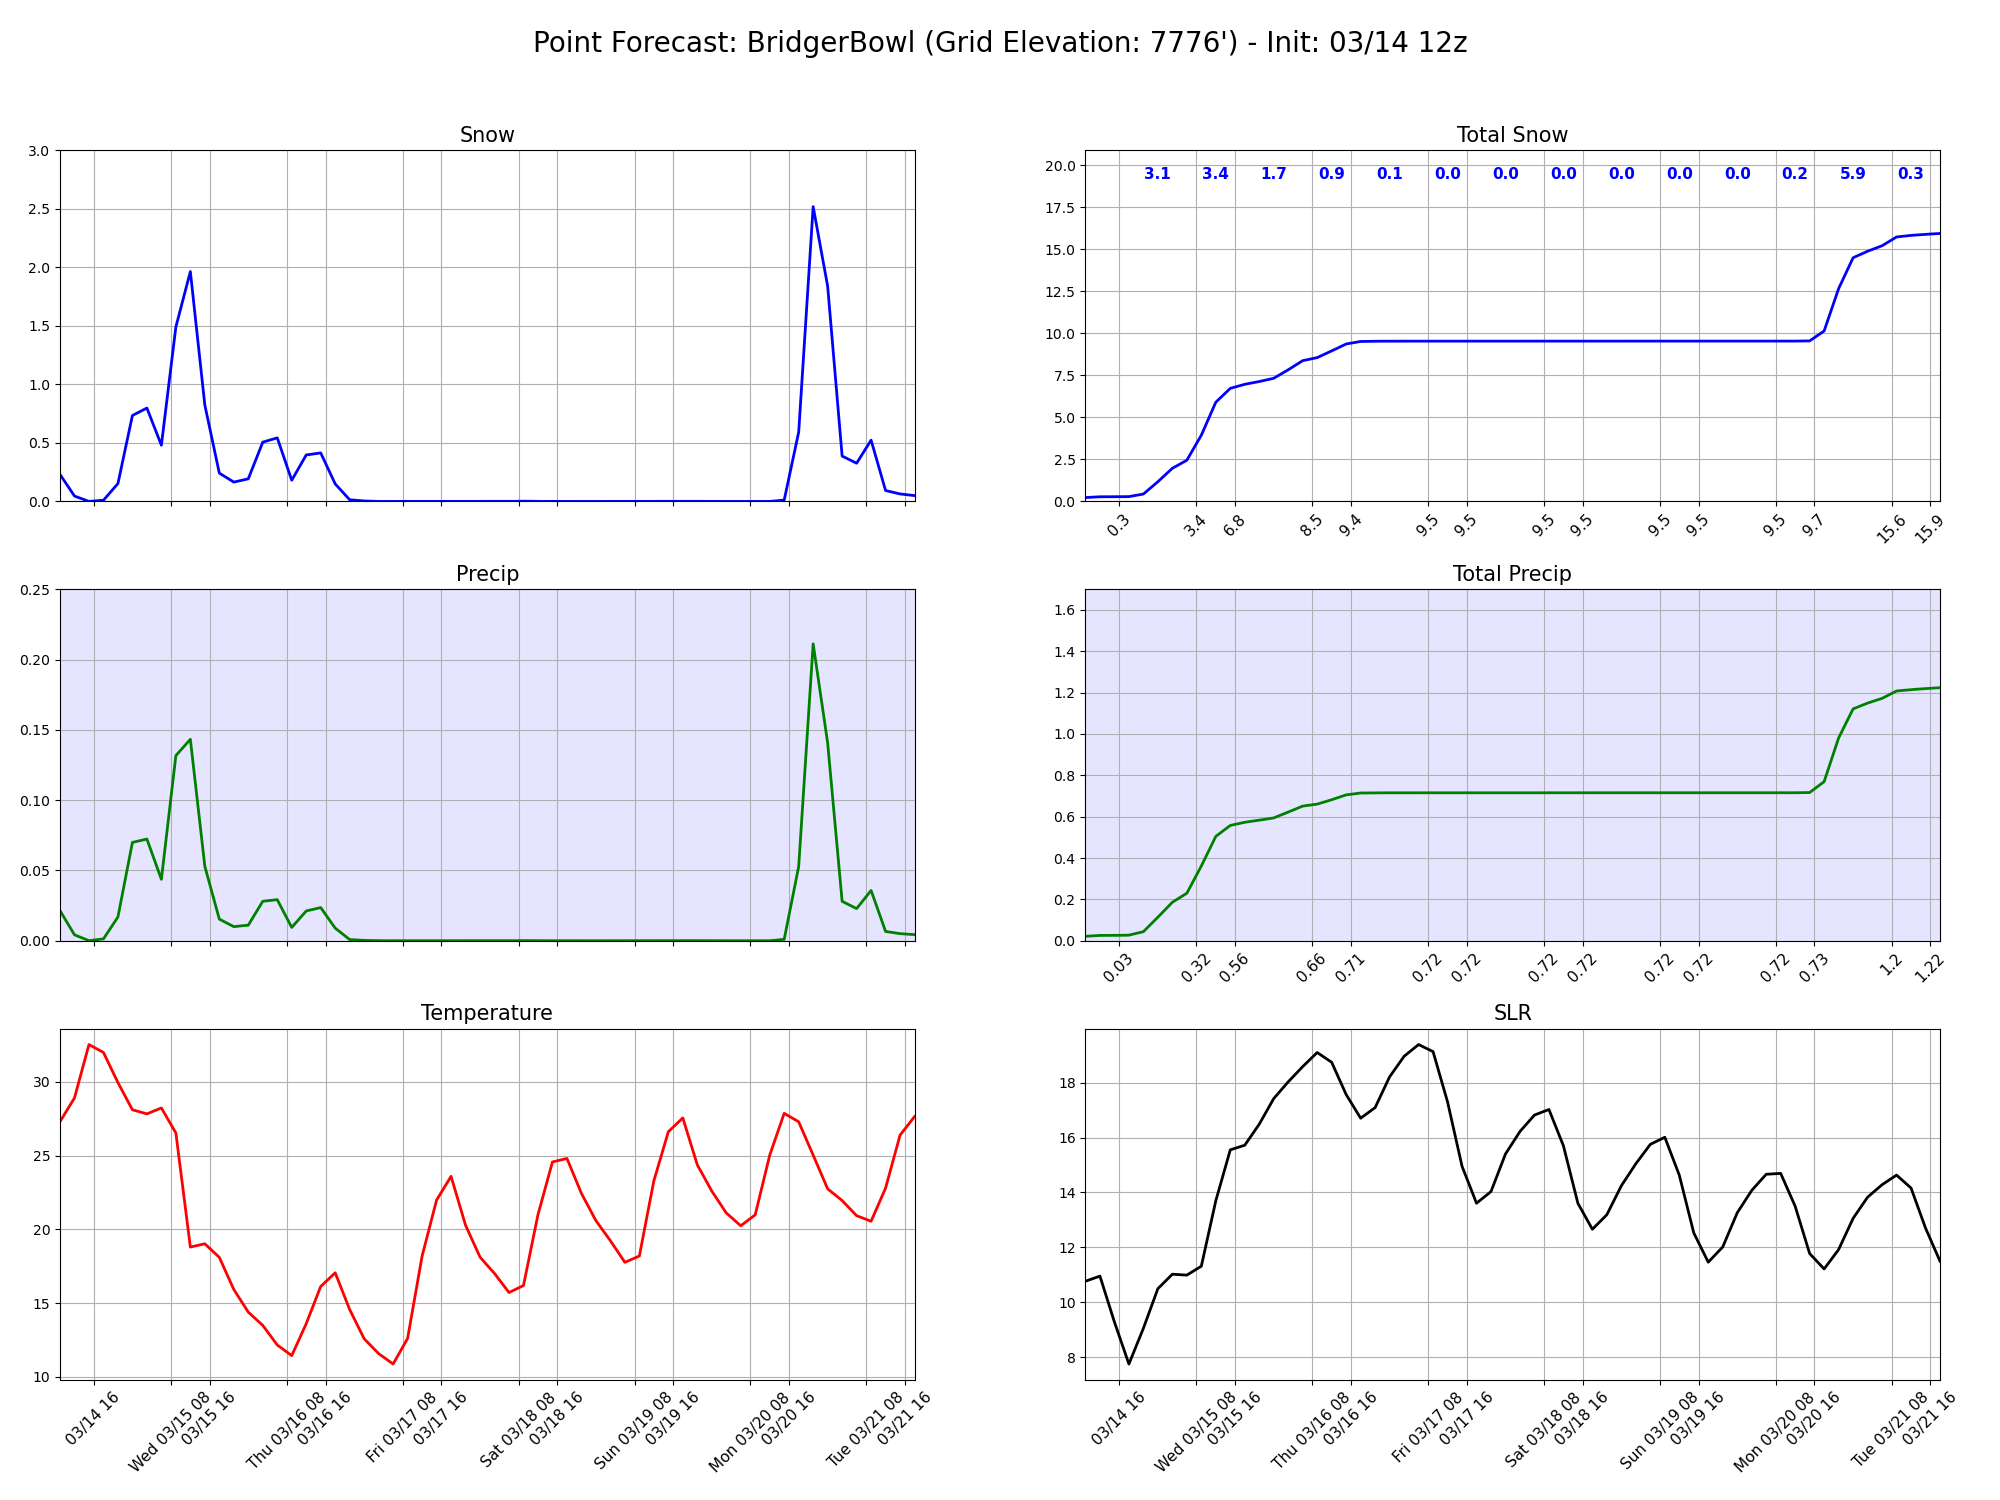 Point Forecast: BridgerBowl (Grid Elevation: 7776') - Init: 03/14 12z
Snow
3.0
2.5
2.0
1.5
1.0
0.5
0.0
Total Snow
20.0
17.5
15.0
12.5
10.0
7.5
5.0
2.5
0.0
3.1 3.4 1.7 0.9 0.1 0.0 0.0 0.0 0.0 0.0 0.0 0.2 5.9 0.3
0.3 3.4 6.8 8.5 9.4 9.5 9.5 9.5 9.5 9.5 9.5 9.5 9.7 15.6 15.9
Precip
0.25
0.20
0.15
0.10
0.05
0.00
Total Precip
1.6
1.4
1.2
1.0
0.8
0.6
0.4
0.2
0.0
0.03 0.32 0.56 0.66 0.71 0.72 0.72 0.72 0.72 0.72 0.72 0.72 0.73 1.2 1.22
Temperature
30
25
20
15
10
03/14 16
Wed 03/15 08
03/15 16
Thu 03/16 08
03/16 16
Fri 03/17 08
03/17 16
Sat 03/18 08
03/18 16
Sun 03/19 08
03/19 16
Mon 03/20 08
03/20 16
Tue 03/21 08
03/21 16
SLR
18
16
14
12
10
8
03/14 16
Wed 03/15 08
03/15 16
Thu 03/16 08
03/16 16
Fri 03/17 08
03/17 16
Sat 03/18 08
03/18 16
Sun 03/19 08
03/19 16
Mon 03/20 08
03/20 16
Tue 03/21 08
03/21 16